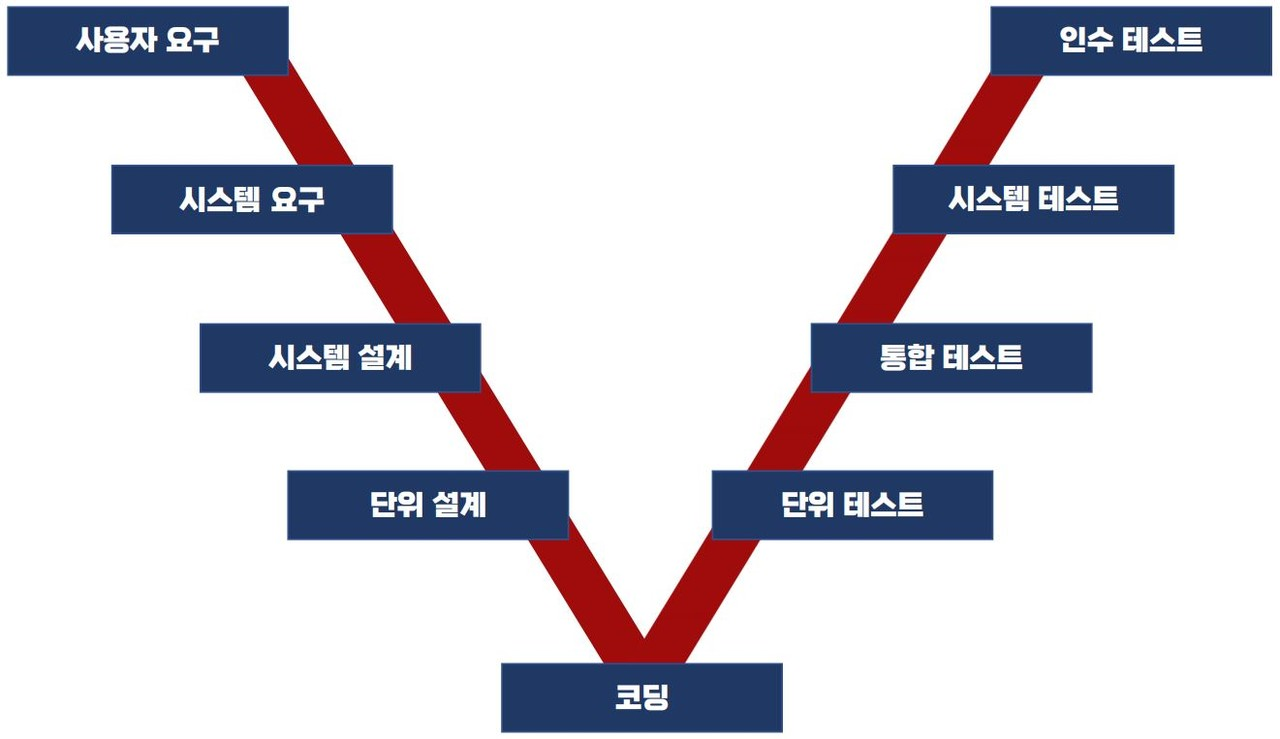 사용자 요구
인수 테스트
시스템 요구
시스템 테스트
시스템 설계
통합 테스트
단위 설계
단위 테스트
코딩